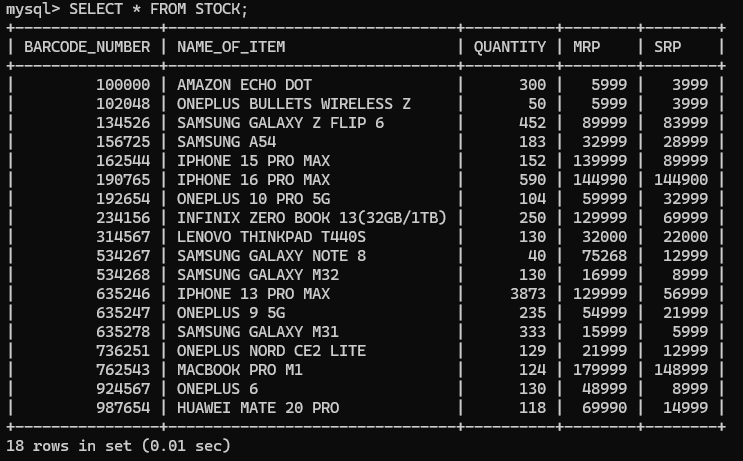 mysql> SELECT * FROM STOCK;
+----------------+--------------------------------+----------+--------+--------+
| BARCODE_NUMBER | NAME_OF_ITEM                   | QUANTITY | MRP    | SRP    |
+----------------+--------------------------------+----------+--------+--------+
|         100000 | AMAZON ECHO DOT                |      300 |   5999 |   3999 |
|         102048 | ONEPLUS BULLETS WIRELESS Z     |       50 |   5999 |   3999 |
|         134526 | SAMSUNG GALAXY Z FLIP 6        |      452 |  89999 |  83999 |
|         156725 | SAMSUNG A54                    |      183 |  32999 |  28999 |
|         162544 | IPHONE 15 PRO MAX              |      152 | 139999 |  89999 |
|         190765 | IPHONE 16 PRO MAX              |      590 | 144990 | 144900 |
|         192654 | ONEPLUS 10 PRO 5G              |      104 |  59999 |  32999 |
|         234156 | INFINIX ZERO BOOK 13(32GB/1TB) |      250 | 129999 |  69999 |
|         314567 | LENOVO THINKPAD T440S          |      130 |  32000 |  22000 |
|         534267 | SAMSUNG GALAXY NOTE 8          |       40 |  75268 |  12999 |
|         534268 | SAMSUNG GALAXY M32             |      130 |  16999 |   8999 |
|         635246 | IPHONE 13 PRO MAX              |     3873 | 129999 |  56999 |
|         635247 | ONEPLUS 9 5G                   |      235 |  54999 |  21999 |
|         635278 | SAMSUNG GALAXY M31             |      333 |  15999 |   5999 |
|         736251 | ONEPLUS NORD CE2 LITE          |      129 |  21999 |  12999 |
|         762543 | MACBOOK PRO M1                 |      124 | 179999 | 148999 |
|         924567 | ONEPLUS 6                      |      130 |  48999 |   8999 |
|         987654 | HUAWEI MATE 20 PRO             |      118 |  69990 |  14999 |
+----------------+--------------------------------+----------+--------+--------+
18 rows in set (0.01 sec)